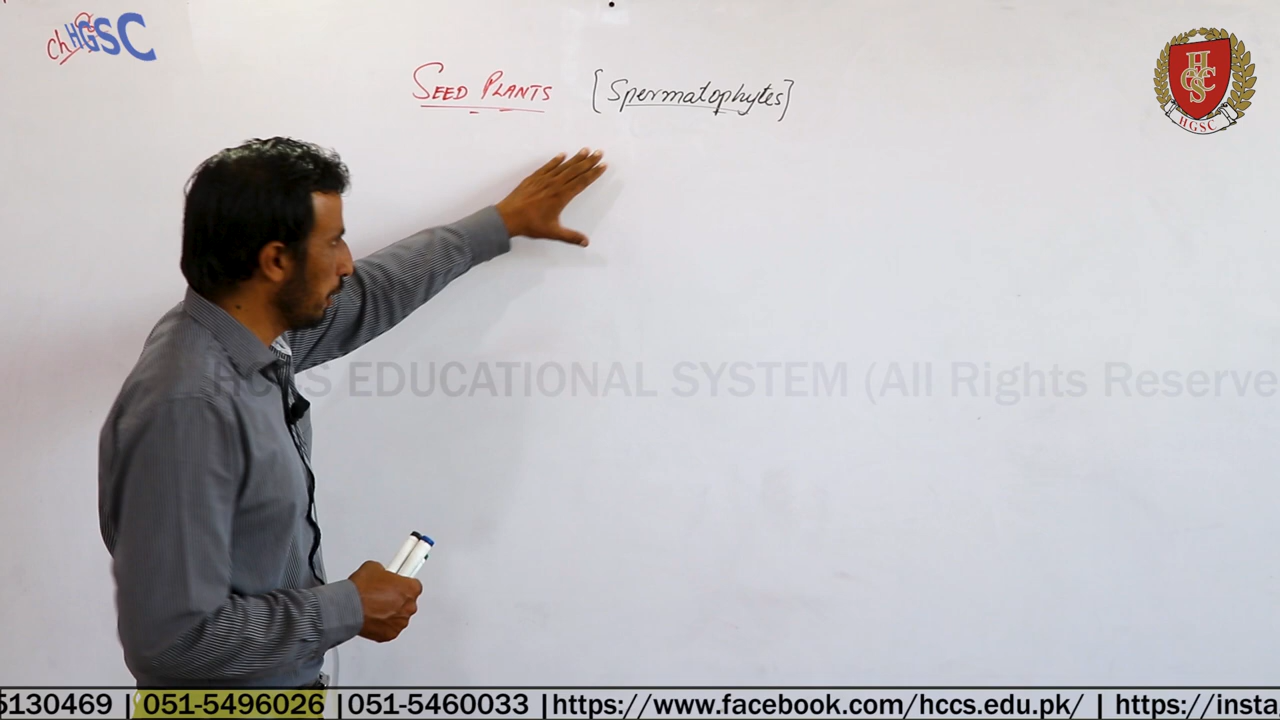 HGSC
SEED PLANTS [Spermatophytes]
HGSC
HGSC
HCCS EDUCATIONAL SYSTEM (All Rights Reserve
5130469 | 051-5496026 |051-5460033 |https://www.facebook.com/hccs.edu.pk/ | https://insta